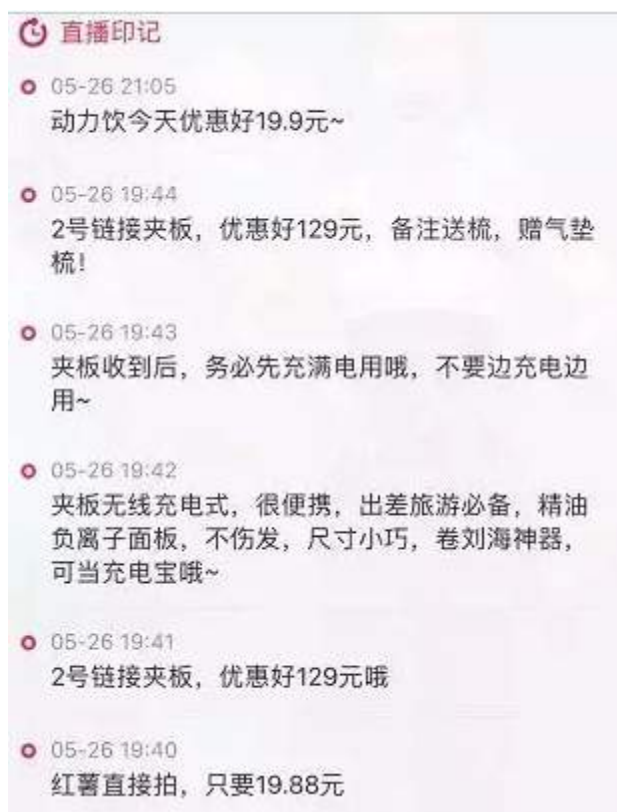 直播印记
05-26 21:05
动力饮今天优惠好19.9元~
05-26 19:44
2号链接夹板，优惠好129元，备注送梳，赠气垫
梳！
05-26 19:43
夹板收到后，务必先充满电用哦，不要边充电边
用~
05-26 19:42
夹板无线充电式，很便携，出差旅游必备，精油
负离子面板，不伤发，尺寸小巧，卷刘海神器，
可当充电宝哦~
05-26 19:41
2号链接夹板，优惠好129元哦
05-26 19:40
红薯直接拍，只要19.88元